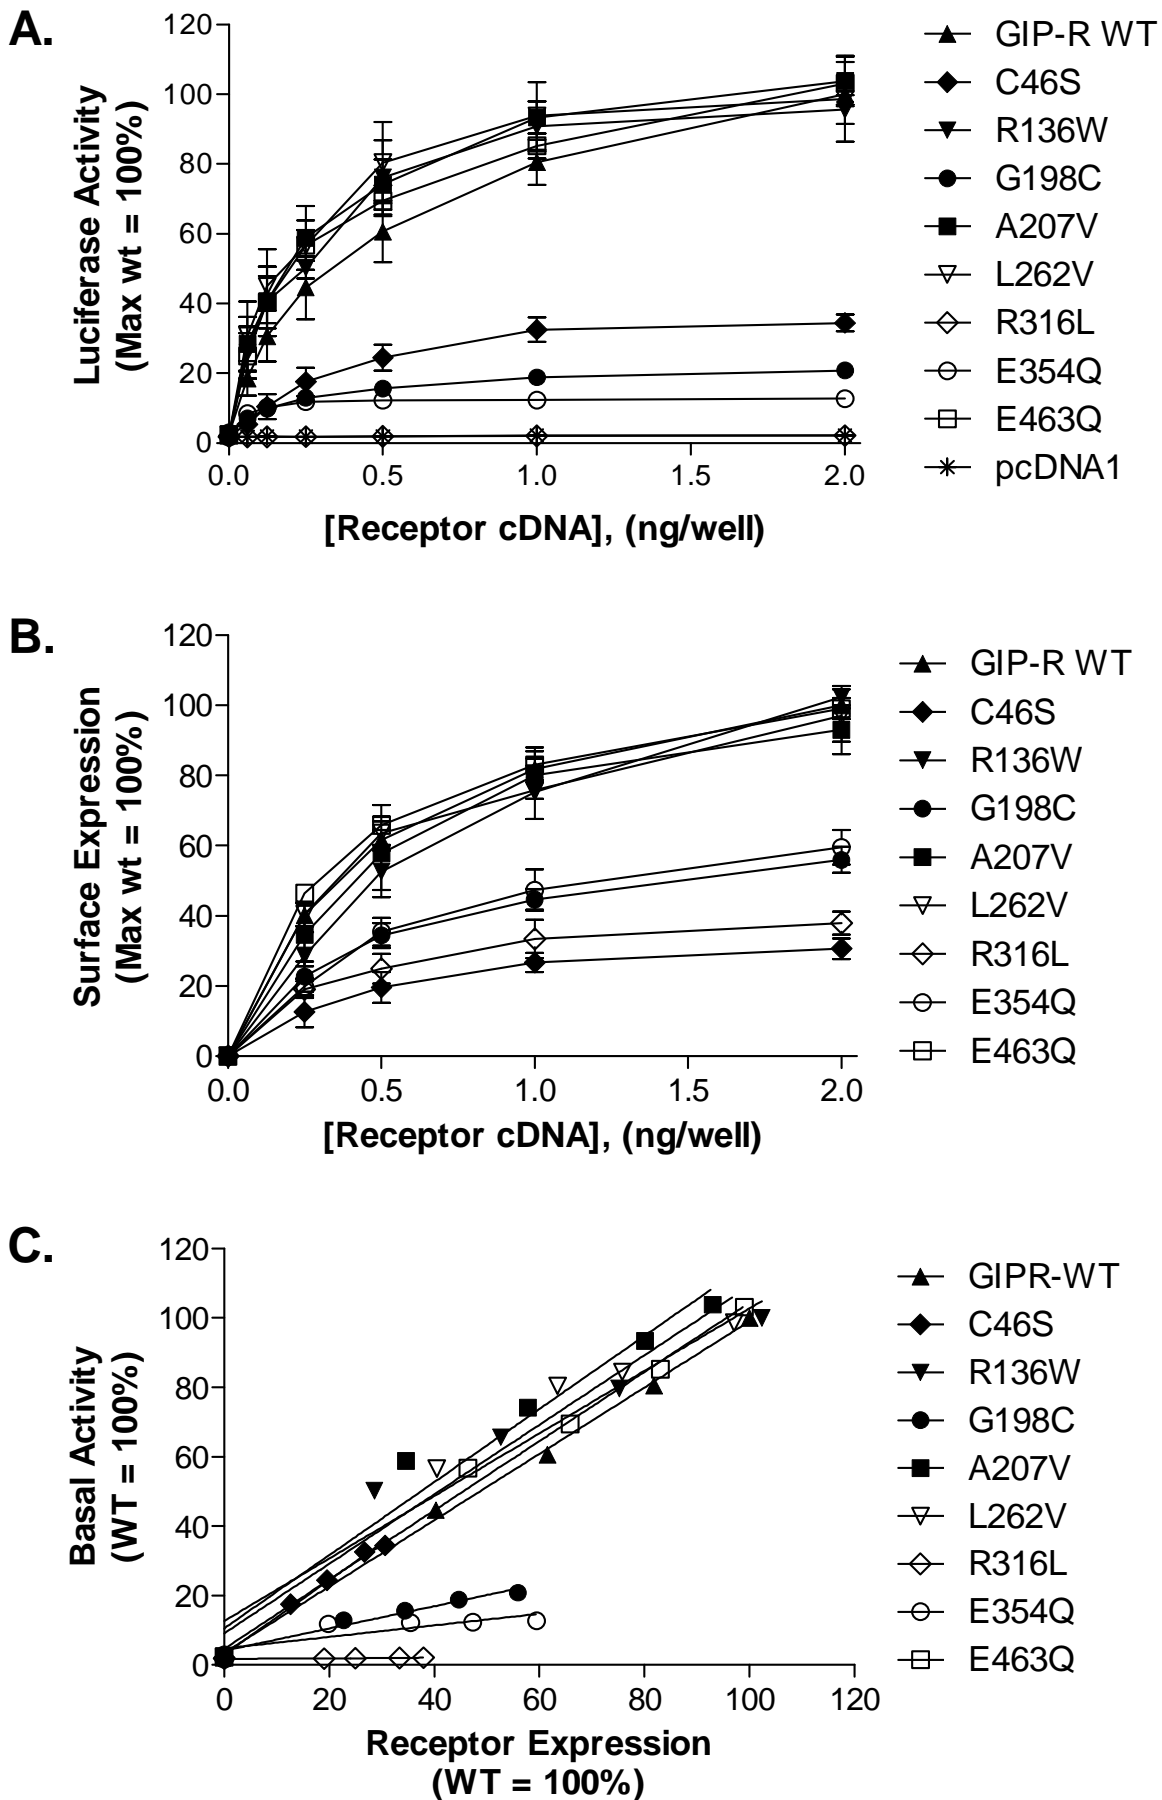 A.
Luciferase Activity
(Max wt = 100%)
120
100
80
60
40
20
0
0.0 0.5 1.0 1.5 2.0
[Receptor cDNA], (ng/well)
GIP-R WT
C46S
R136W
G198C
A207V
L262V
R316L
E354Q
E463Q
pcDNA1
B.
Surface Expression
(Max wt = 100%)
120
100
80
60
40
20
0
0.0 0.5 1.0 1.5 2.0
[Receptor cDNA], (ng/well)
GIP-R WT
C46S
R136W
G198C
A207V
L262V
R316L
E354Q
E463Q
C.
Basal Activity
(WT = 100%)
120
100
80
60
40
20
0
0 20 40 60 80 100 120
Receptor Expression
(WT = 100%)
GIPR-WT
C46S
R136W
G198C
A207V
L262V
R316L
E354Q
E463Q